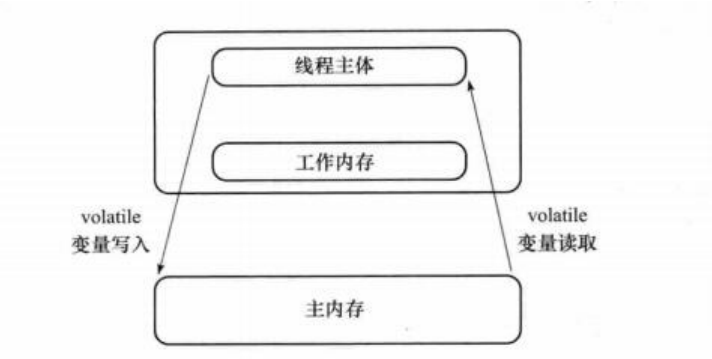 线程主体
工作内存
volatile
变量写入
volatile
变量读取
主内存